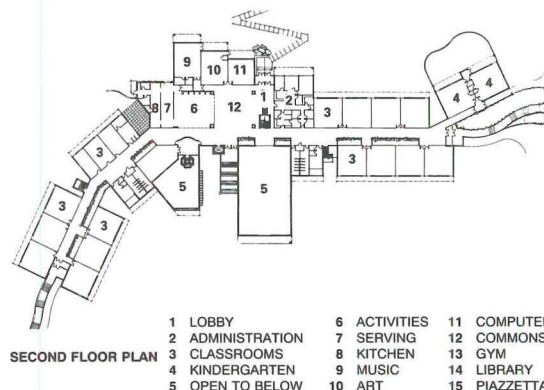 9
10
11
1
2
4
4
8
7
6
12
3
3
5
5
3
3
3
SECOND FLOOR PLAN
1 LOBBY
2 ADMINISTRATION
3 CLASSROOMS
4 KINDERGARTEN
5 OPEN TO BELOW
6 ACTIVITIES
7 SERVING
8 KITCHEN
9 MUSIC
10 ART
11 COMPUTE
12 COMMONS
13 GYM
14 LIBRARY
15 PIAZZETTA